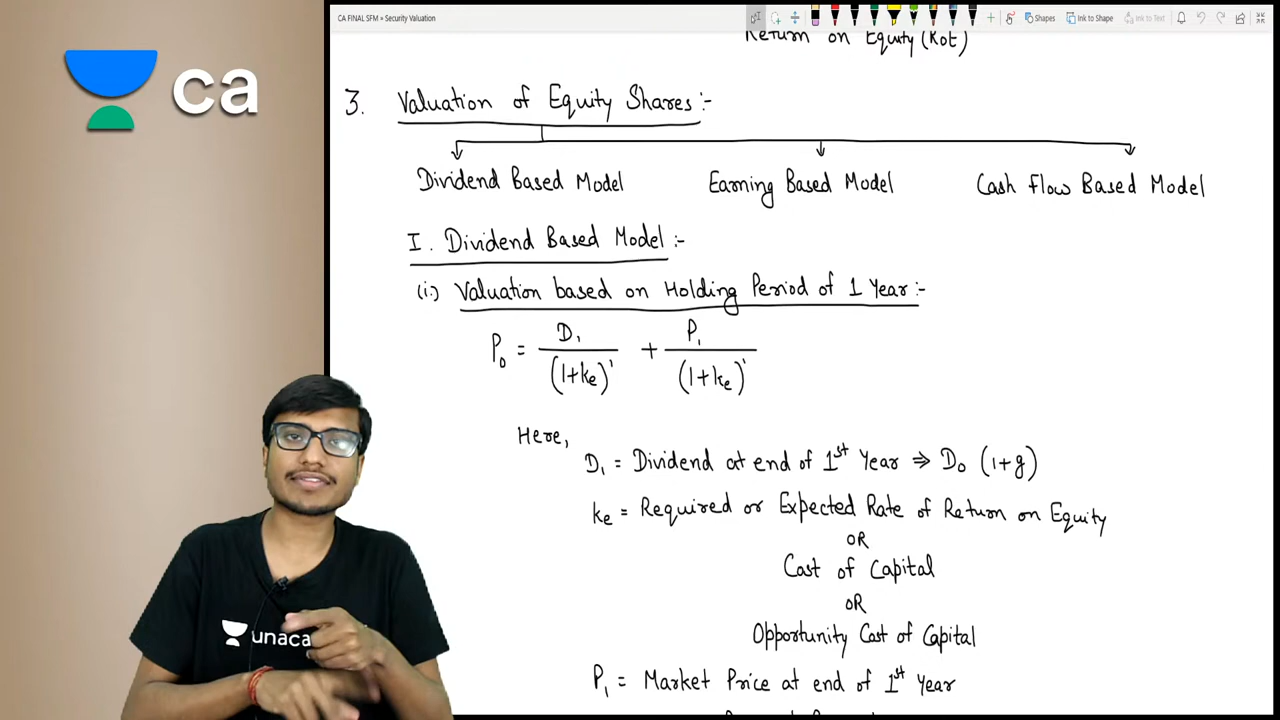 CA FINAL SFM » Security Valuation
Shapes
Ink to Shape
Ink to Text
Return on Equity (RoE)
ca
3. Valuation of Equity Shares :-
Dividend Based Model
Earning Based Model
Cash Flow Based Model
I. Dividend Based Model :-
(i.) Valuation based on Holding Period of 1 Year :-
P₀ = D₁/(1+ke)¹ + P₁/(1+ke)¹
Here,
D₁ = Dividend at end of 1st Year ⇒ D₀ (1+g)
ke = Required or Expected Rate of Return on Equity
OR
Cost of Capital
OR
Opportunity Cost of Capital
unaca
P₁ = Market Price at end of 1st Year